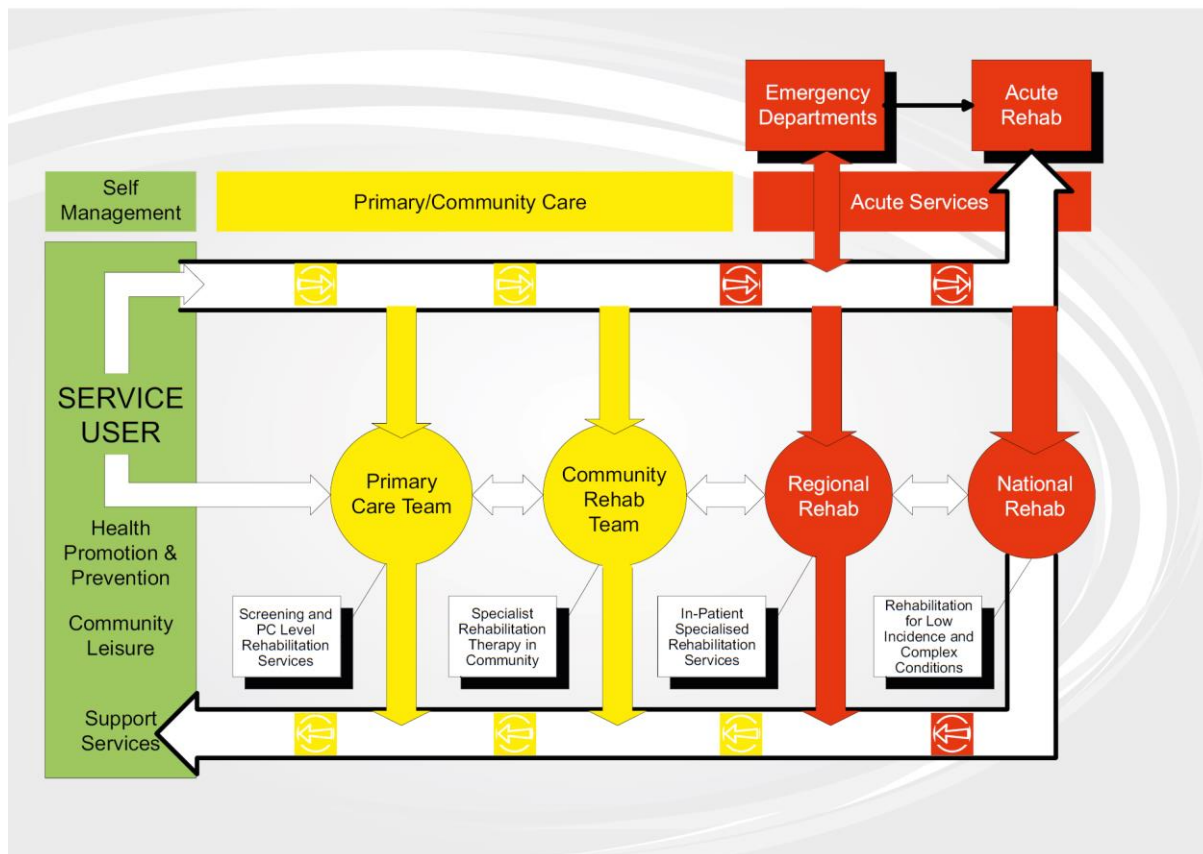 Emergency
Departments
Acute
Rehab
Self
Management
Primary/Community Care
Acute Services
SERVICE
USER
Health
Promotion &
Prevention
Community
Leisure
Support
Services
Primary
Care Team
Community
Rehab
Team
Regional
Rehab
National
Rehab
Screening and
PC Level
Rehabilitation
Services
Specialist
Rehabilitation
Therapy in
Community
In-Patient
Specialised
Rehabilitation
Services
Rehabilitation
for Low
Incidence and
Complex
Conditions